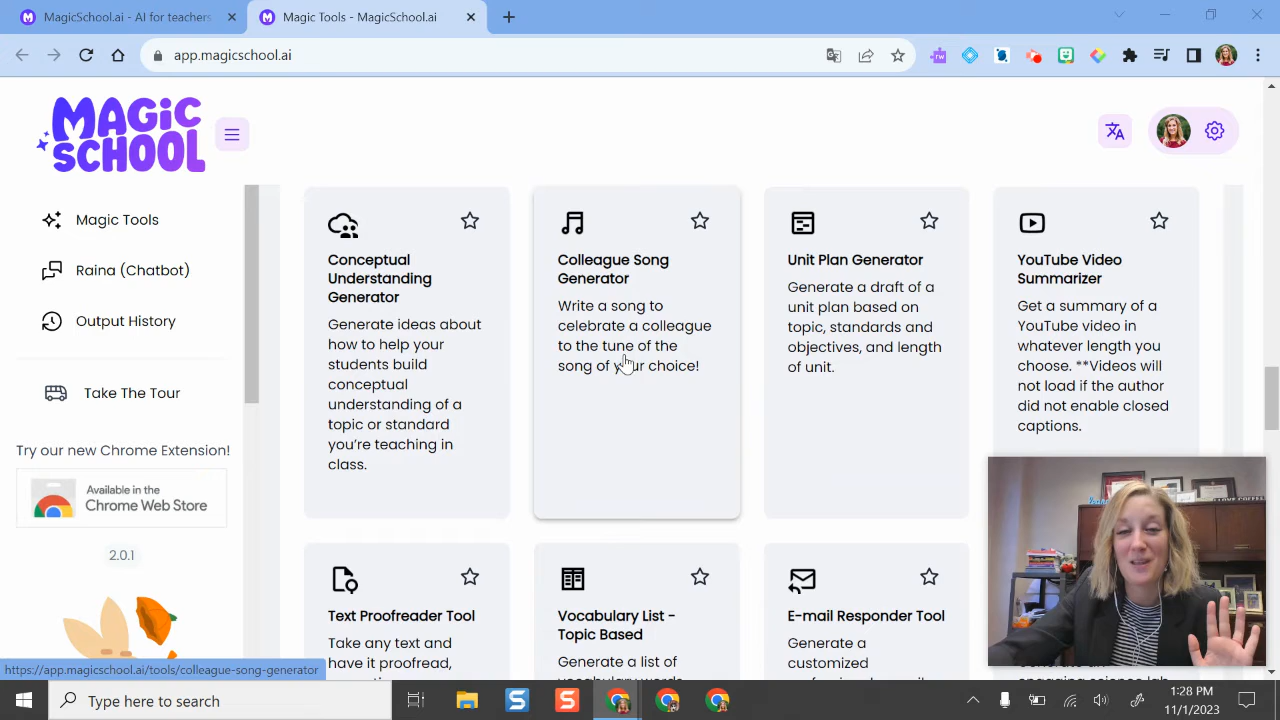 MagicSchool.ai - AI for teachers
Magic Tools - MagicSchool.ai
app.magicschool.ai
MAGIC
SCHOOL
Magic Tools
Raina (Chatbot)
Output History
Take The Tour
Try our new Chrome Extension!
Available in the
Chrome Web Store
2.0.1
Conceptual
Understanding
Generator
Generate ideas about
how to help your
students build
conceptual
understanding of a
topic or standard
you're teaching in
class.
Colleague Song
Generator
Write a song to
celebrate a colleague
to the tune of the
song of your choice!
Unit Plan Generator
Generate a draft of a
unit plan based on
topic, standards and
objectives, and length
of unit.
YouTube Video
Summarizer
Get a summary of a
YouTube video in
whatever length you
choose. **Videos will
not load if the author
did not enable closed
captions.
Text Proofreader Tool
Take any text and
have it proofread,
Vocabulary List -
Topic Based
Generate a list of
vocabulary words
E-mail Responder Tool
Generate a
customized
https://app.magicschool.ai/tools/colleague-song-generator
Type here to search
1:28 PM
11/1/2023